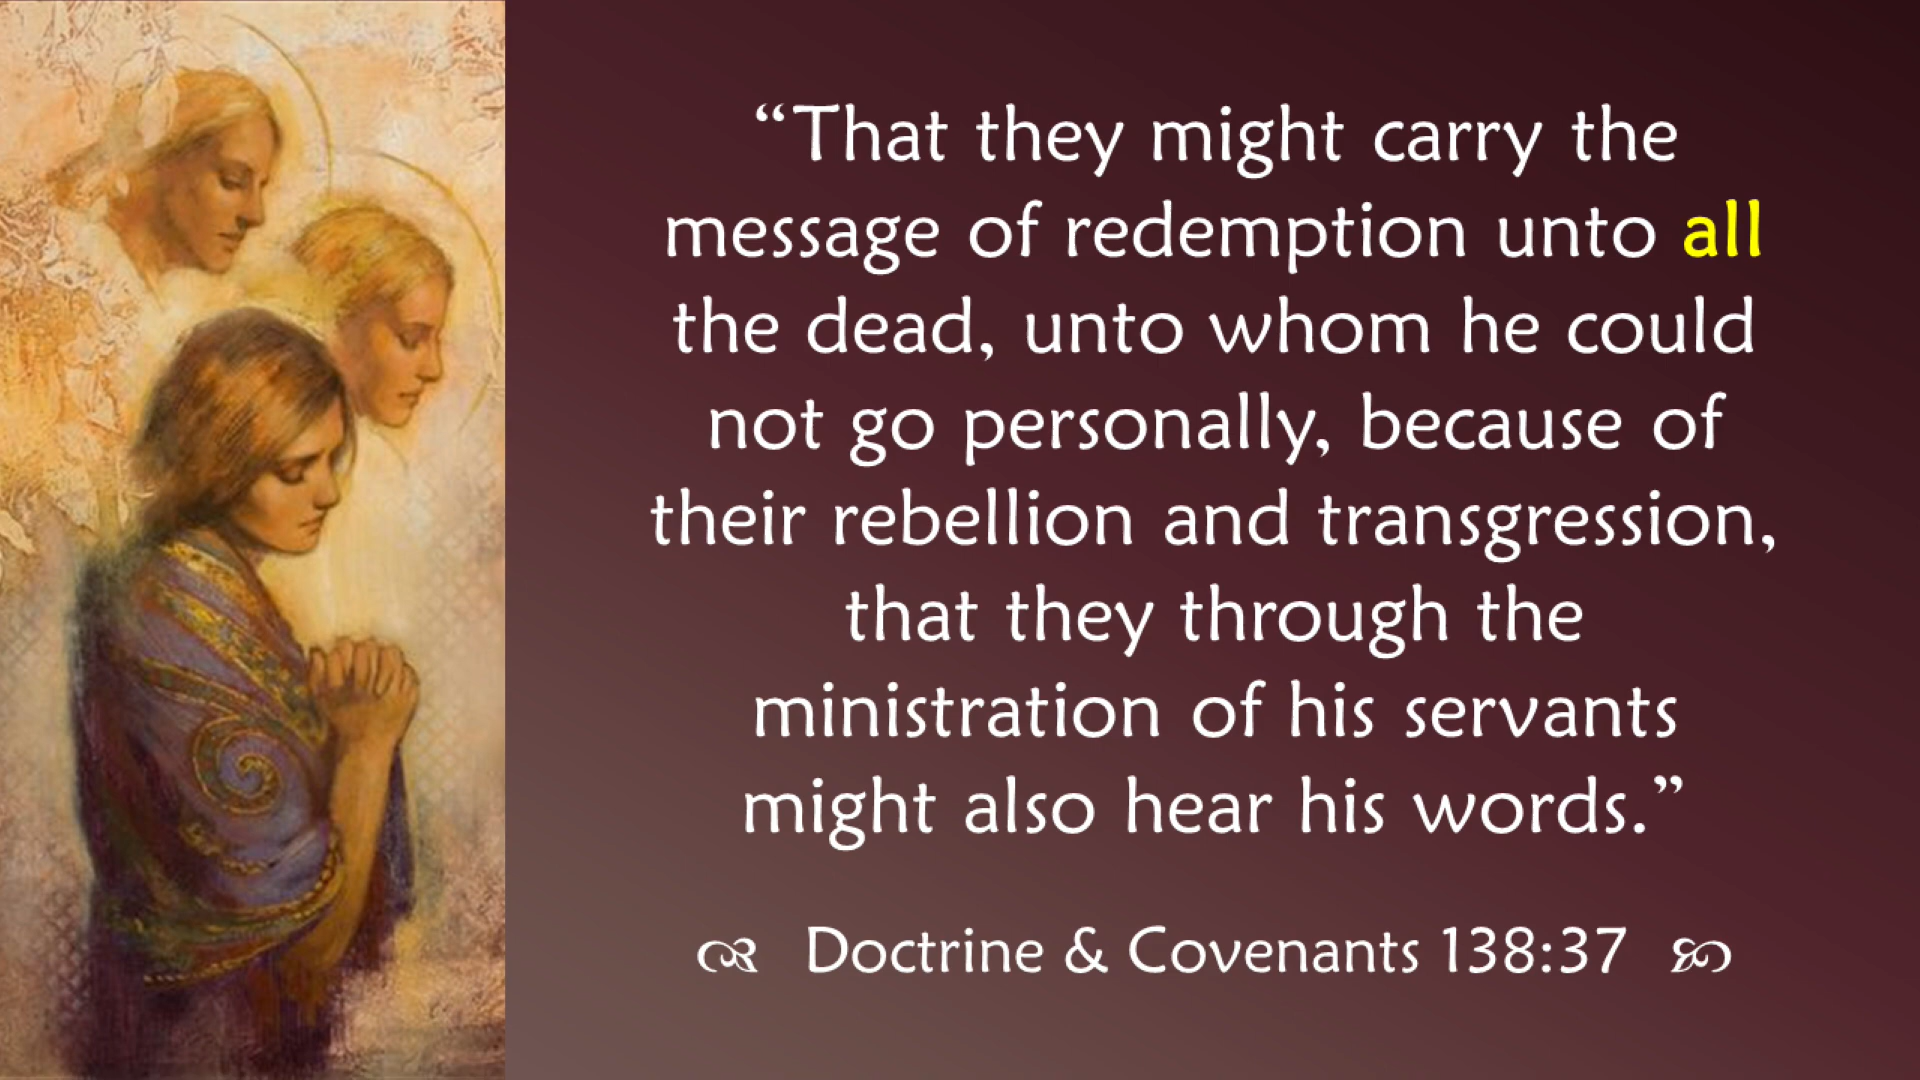 “That they might carry the
message of redemption unto all
the dead, unto whom he could
not go personally, because of
their rebellion and transgression,
that they through the
ministration of his servants
might also hear his words.”
Doctrine & Covenants 138:37